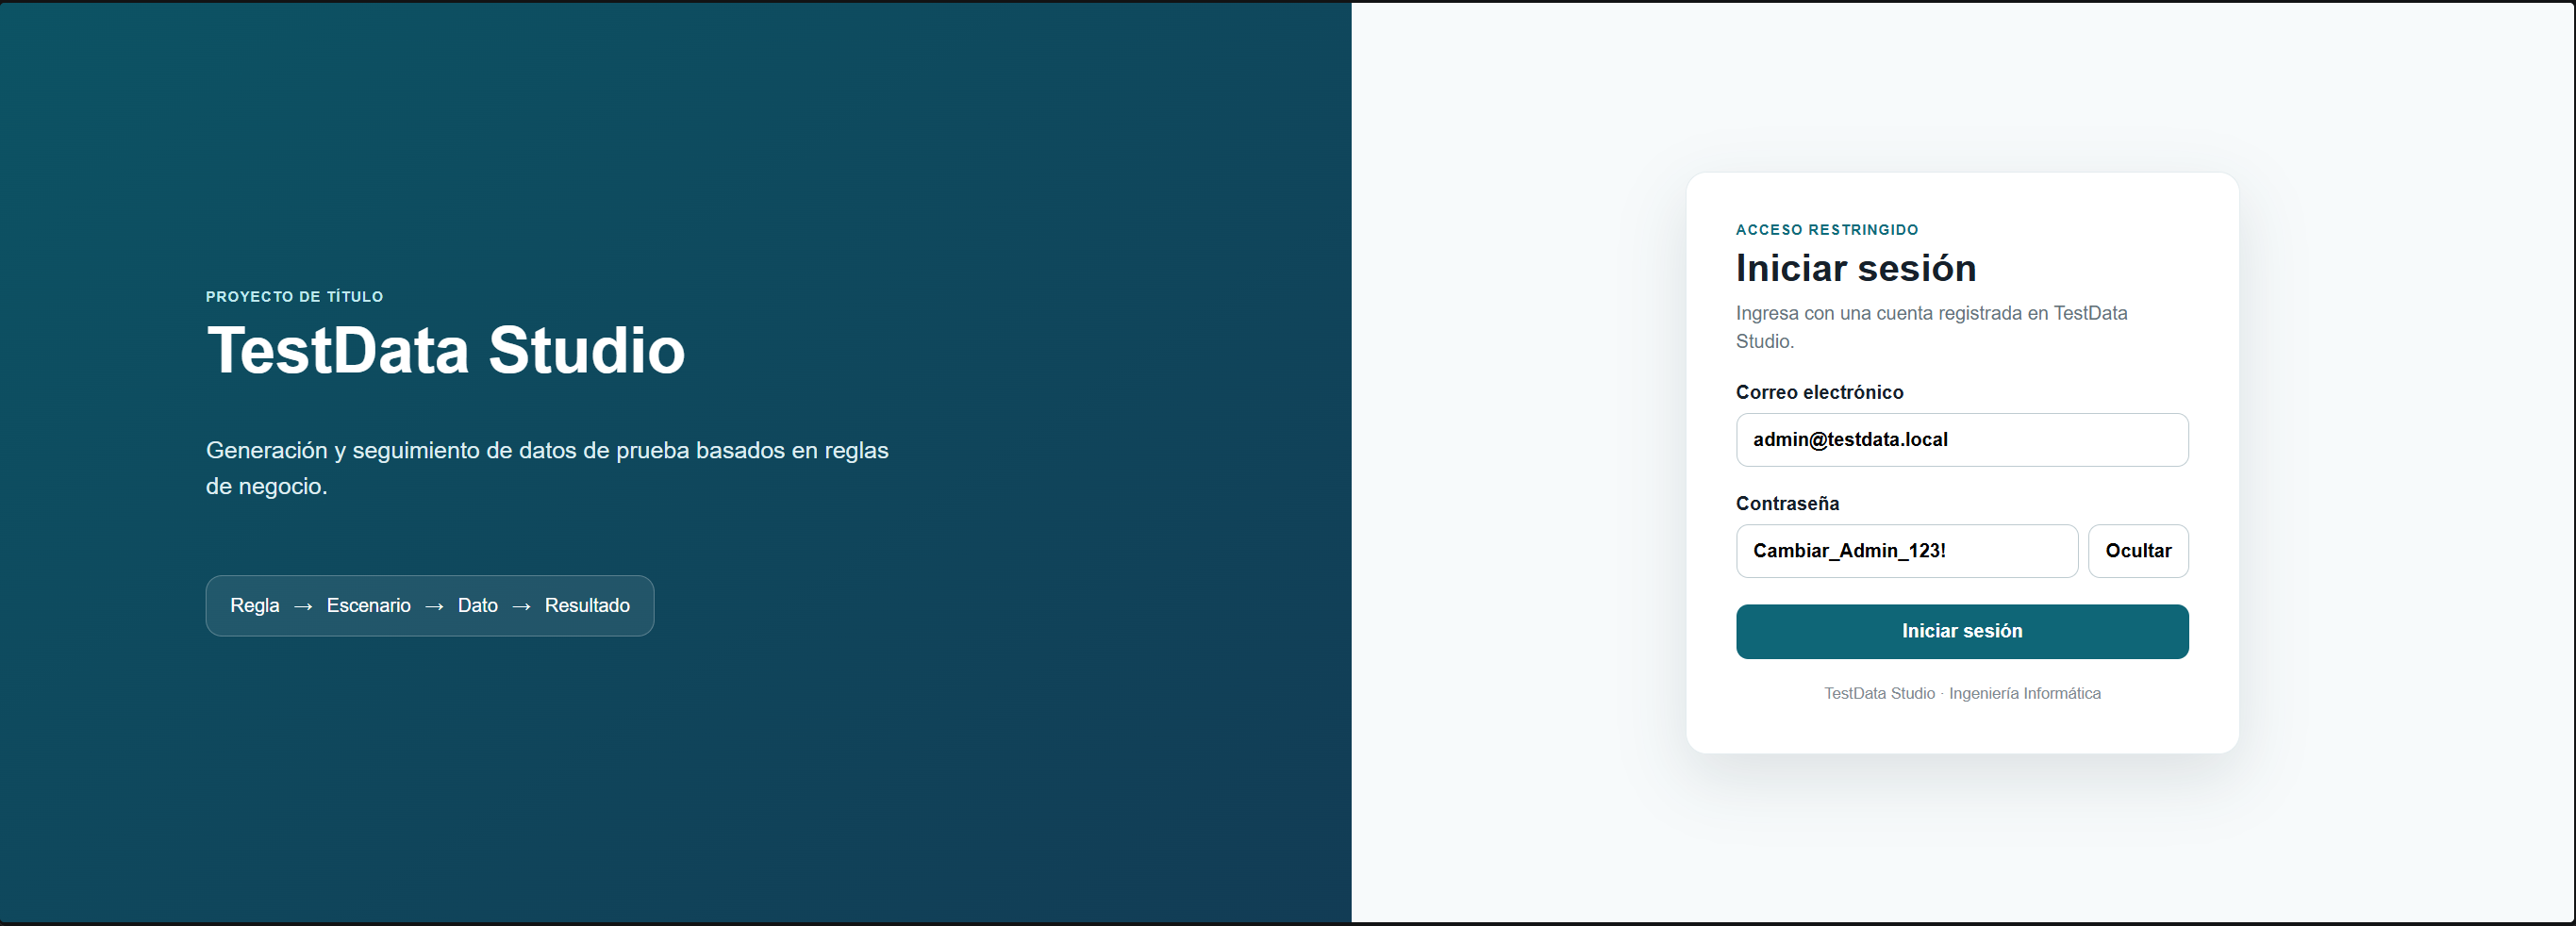 PROYECTO DE TÍTULO
TestData Studio
Generación y seguimiento de datos de prueba basados en reglas
de negocio.
Regla → Escenario → Dato → Resultado
ACCESO RESTRINGIDO
Iniciar sesión
Ingresa con una cuenta registrada en TestData
Studio.
Correo electrónico
admin@testdata.local
Contraseña
Cambiar_Admin_123! Ocultar
Iniciar sesión
TestData Studio · Ingeniería Informática